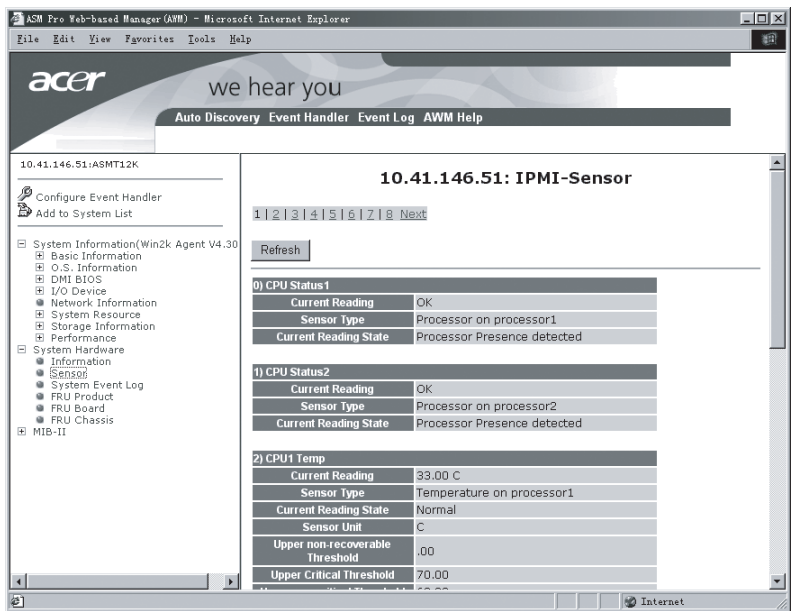 ASM Pro Web-based Manager(AWM) - Microsoft Internet Explorer
File Edit View Favorites Tools Help
acer
we hear you
Auto Discovery Event Handler Event Log AWM Help
10.41.146.51:ASMT12K
Configure Event Handler
Add to System List
System Information(Win2k Agent V4.30
Basic Information
O.S. Information
DMI BIOS
I/O Device
Network Information
System Resource
Storage Information
Performance
System Hardware
Information
Sensor
System Event Log
FRU Product
FRU Board
FRU Chassis
MIB-II
10.41.146.51: IPMI-Sensor
1 | 2 | 3 | 4 | 5 | 6 | 7 | 8 Next
Refresh
0) CPU Status1
Current Reading OK
Sensor Type Processor on processor1
Current Reading State Processor Presence detected
1) CPU Status2
Current Reading OK
Sensor Type Processor on processor2
Current Reading State Processor Presence detected
2) CPU1 Temp
Current Reading 33.00 C
Sensor Type Temperature on processor1
Current Reading State Normal
Sensor Unit C
Upper non-recoverable
Threshold .00
Upper Critical Threshold 70.00
Internet